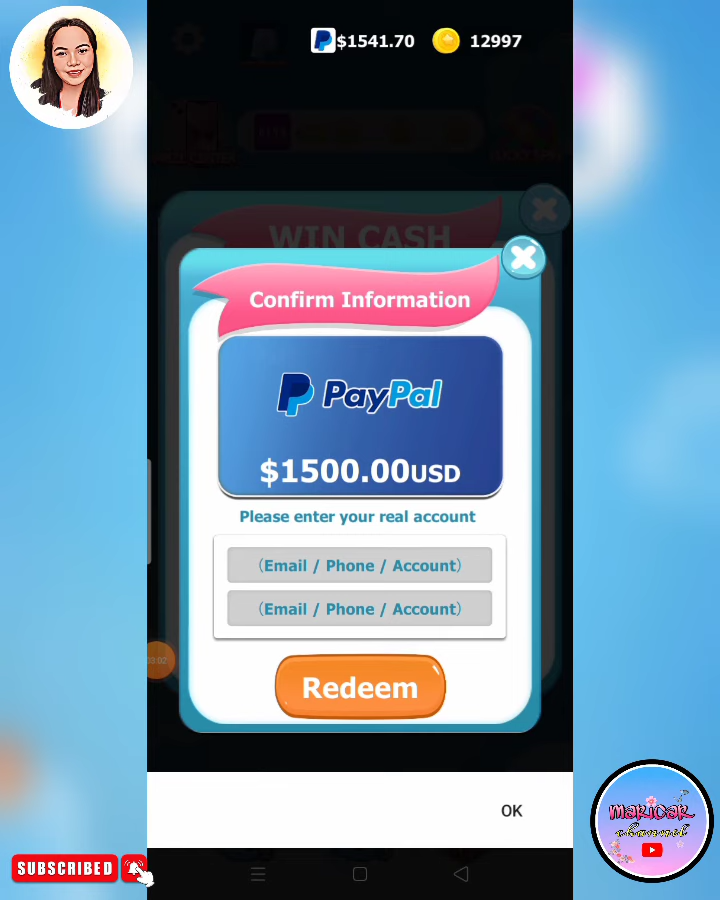 $1541.70 12997
WIN CASH
Confirm Information
PayPal
$1500.00USD
Please enter your real account
(Email / Phone / Account)
(Email / Phone / Account)
Redeem
OK
MARICAR
channel
SUBSCRIBED